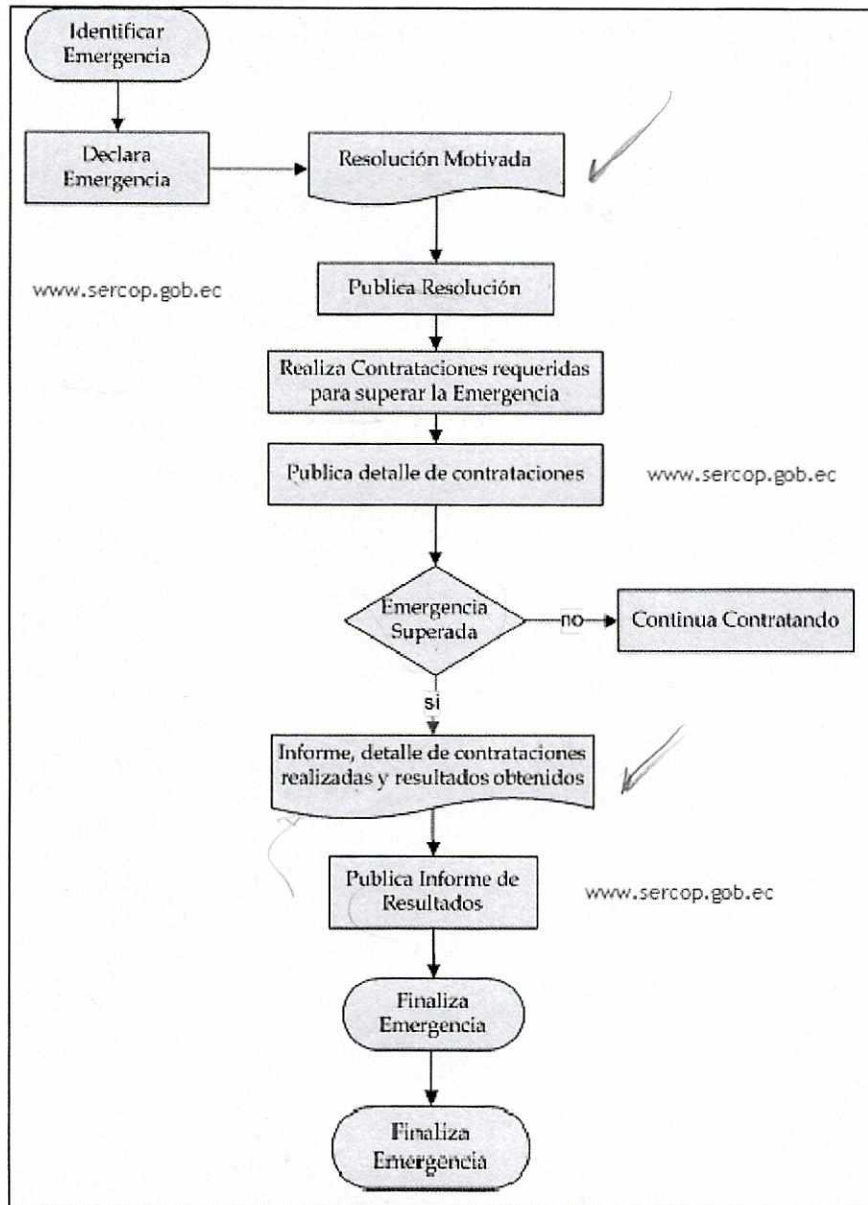 Identificar
Emergencia
Declara
Emergencia
Resolución Motivada
www.sercop.gob.ec
Publica Resolución
Realiza Contrataciones requeridas
para superar la Emergencia
Publica detalle de contrataciones
www.sercop.gob.ec
Emergencia
Superada
no
Continua Contratando
si
Informe, detalle de contrataciones
realizadas y resultados obtenidos
Publica Informe de
Resultados
www.sercop.gob.ec
Finaliza
Emergencia
Finaliza
Emergencia